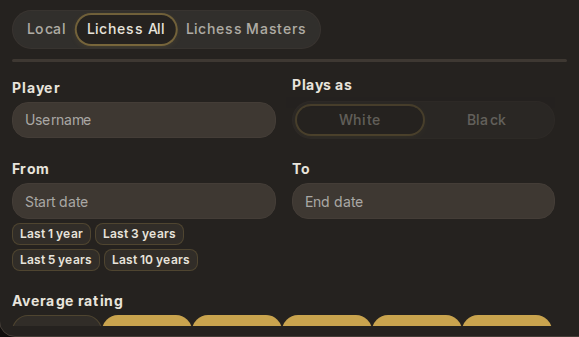 Local Lichess All Lichess Masters
Player Plays as
Username White Black
From To
Start date End date
Last 1 year Last 3 years
Last 5 years Last 10 years
Average rating